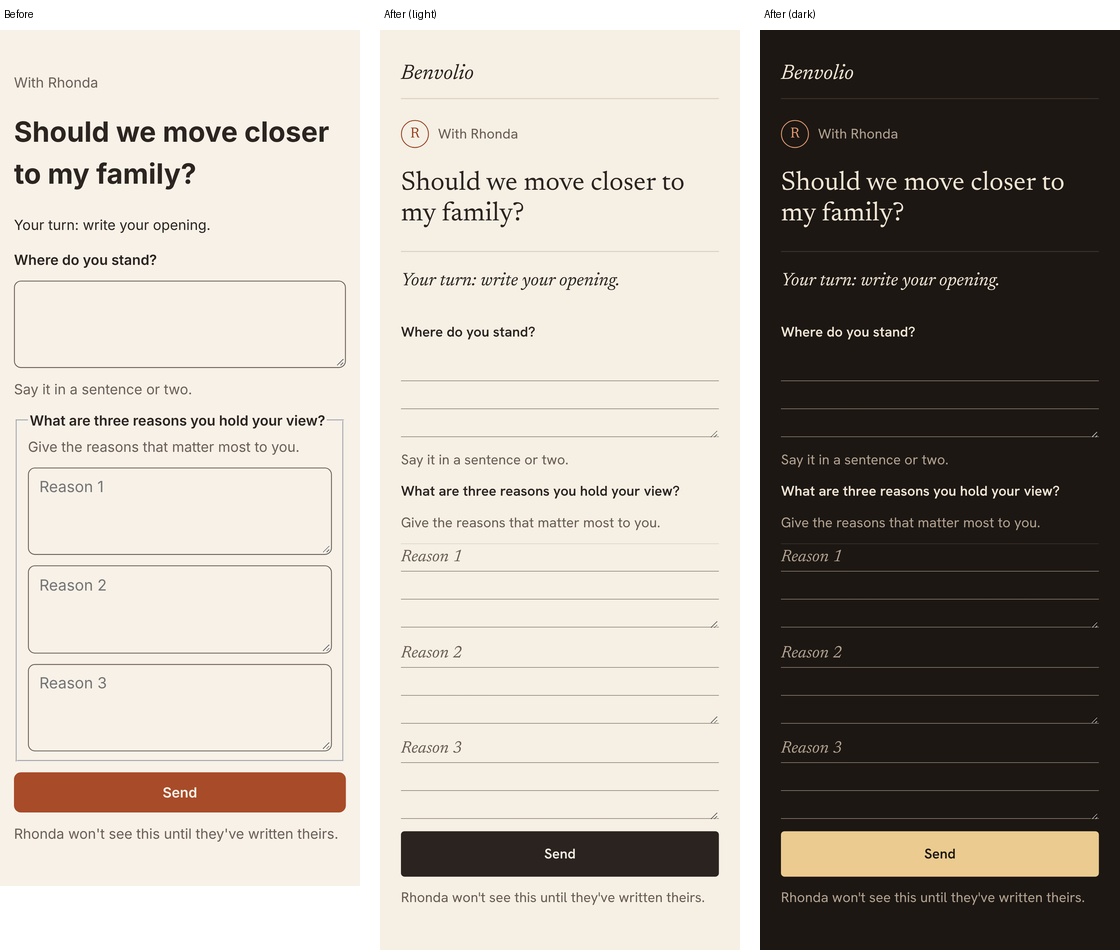 Before
With Rhonda
Should we move closer
to my family?
Your turn: write your opening.
Where do you stand?
Say it in a sentence or two.
What are three reasons you hold your view?
Give the reasons that matter most to you.
Reason 1
Reason 2
Reason 3
Send
Rhonda won't see this until they've written theirs.
After (light)
Benvolio
R
With Rhonda
Should we move closer to
my family?
Your turn: write your opening.
Where do you stand?
Say it in a sentence or two.
What are three reasons you hold your view?
Give the reasons that matter most to you.
Reason 1
Reason 2
Reason 3
Send
Rhonda won't see this until they've written theirs.
After (dark)
Benvolio
R
With Rhonda
Should we move closer to
my family?
Your turn: write your opening.
Where do you stand?
Say it in a sentence or two.
What are three reasons you hold your view?
Give the reasons that matter most to you.
Reason 1
Reason 2
Reason 3
Send
Rhonda won't see this until they've written theirs.